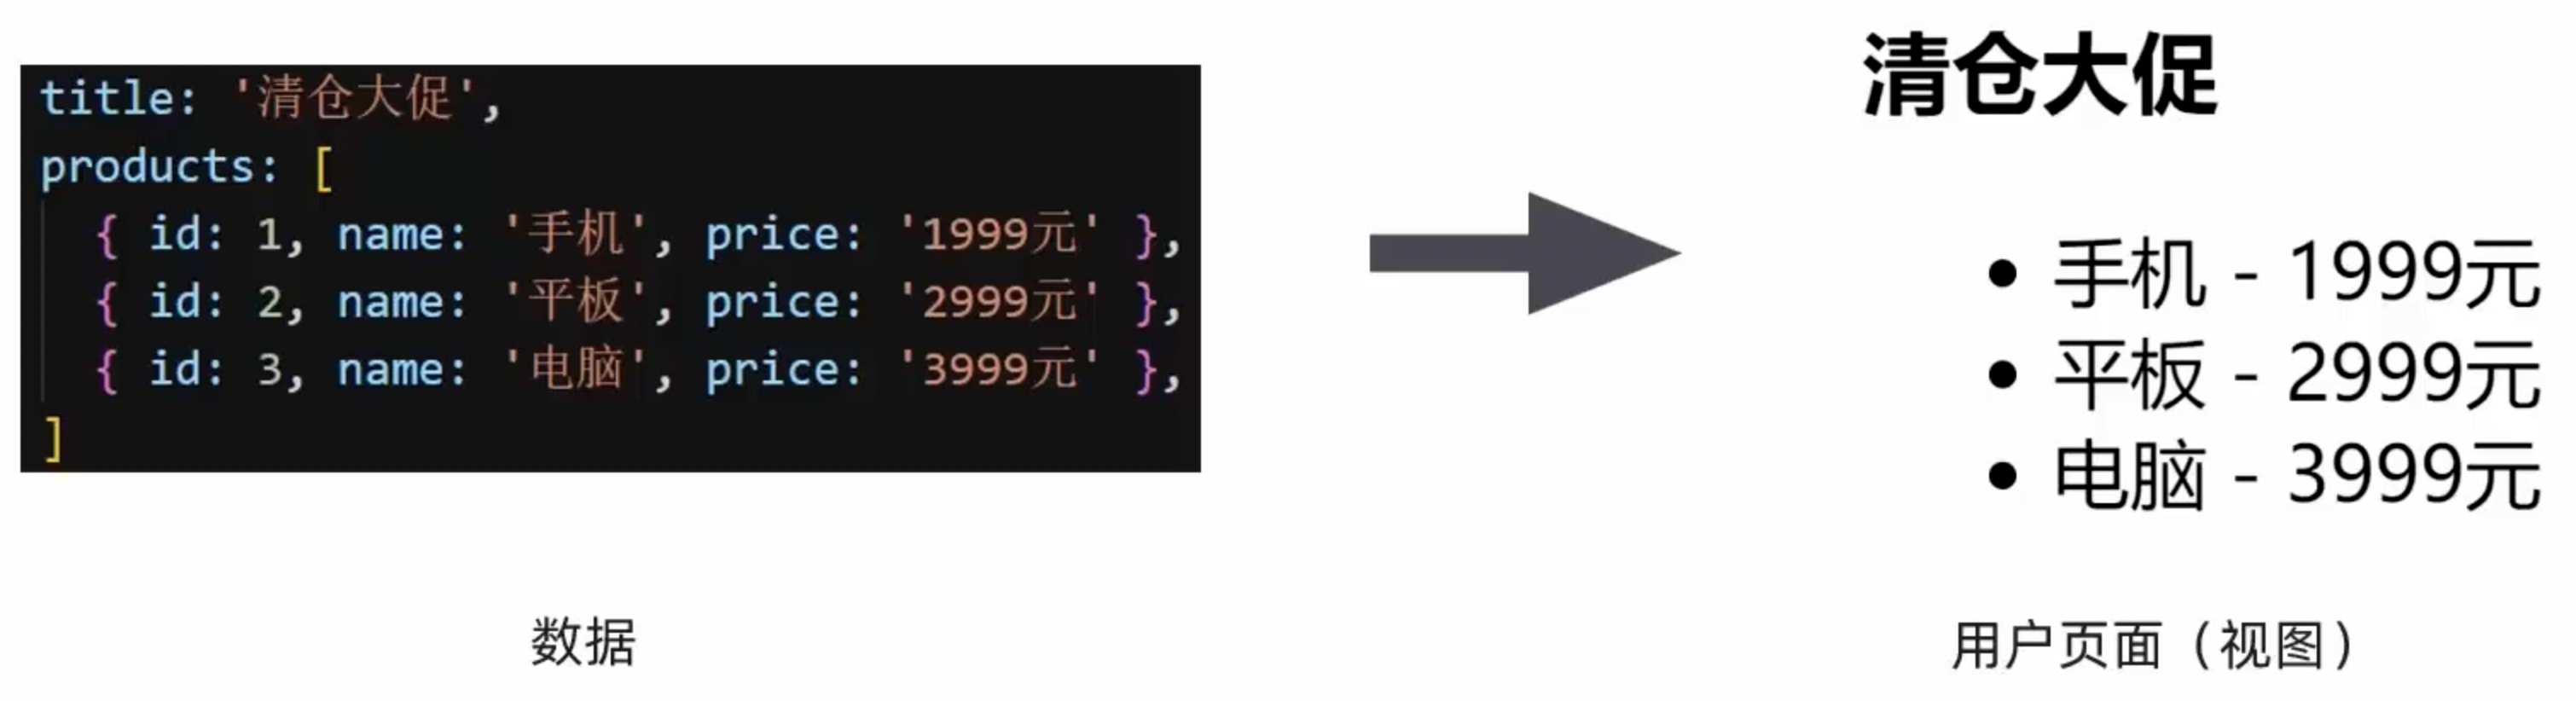 title: '清仓大促',
products: [
{ id: 1, name: '手机', price: '1999元' },
{ id: 2, name: '平板', price: '2999元' },
{ id: 3, name: '电脑', price: '3999元' },
]
数据
清仓大促
• 手机 - 1999元
• 平板 - 2999元
• 电脑 - 3999元
用户页面（视图）